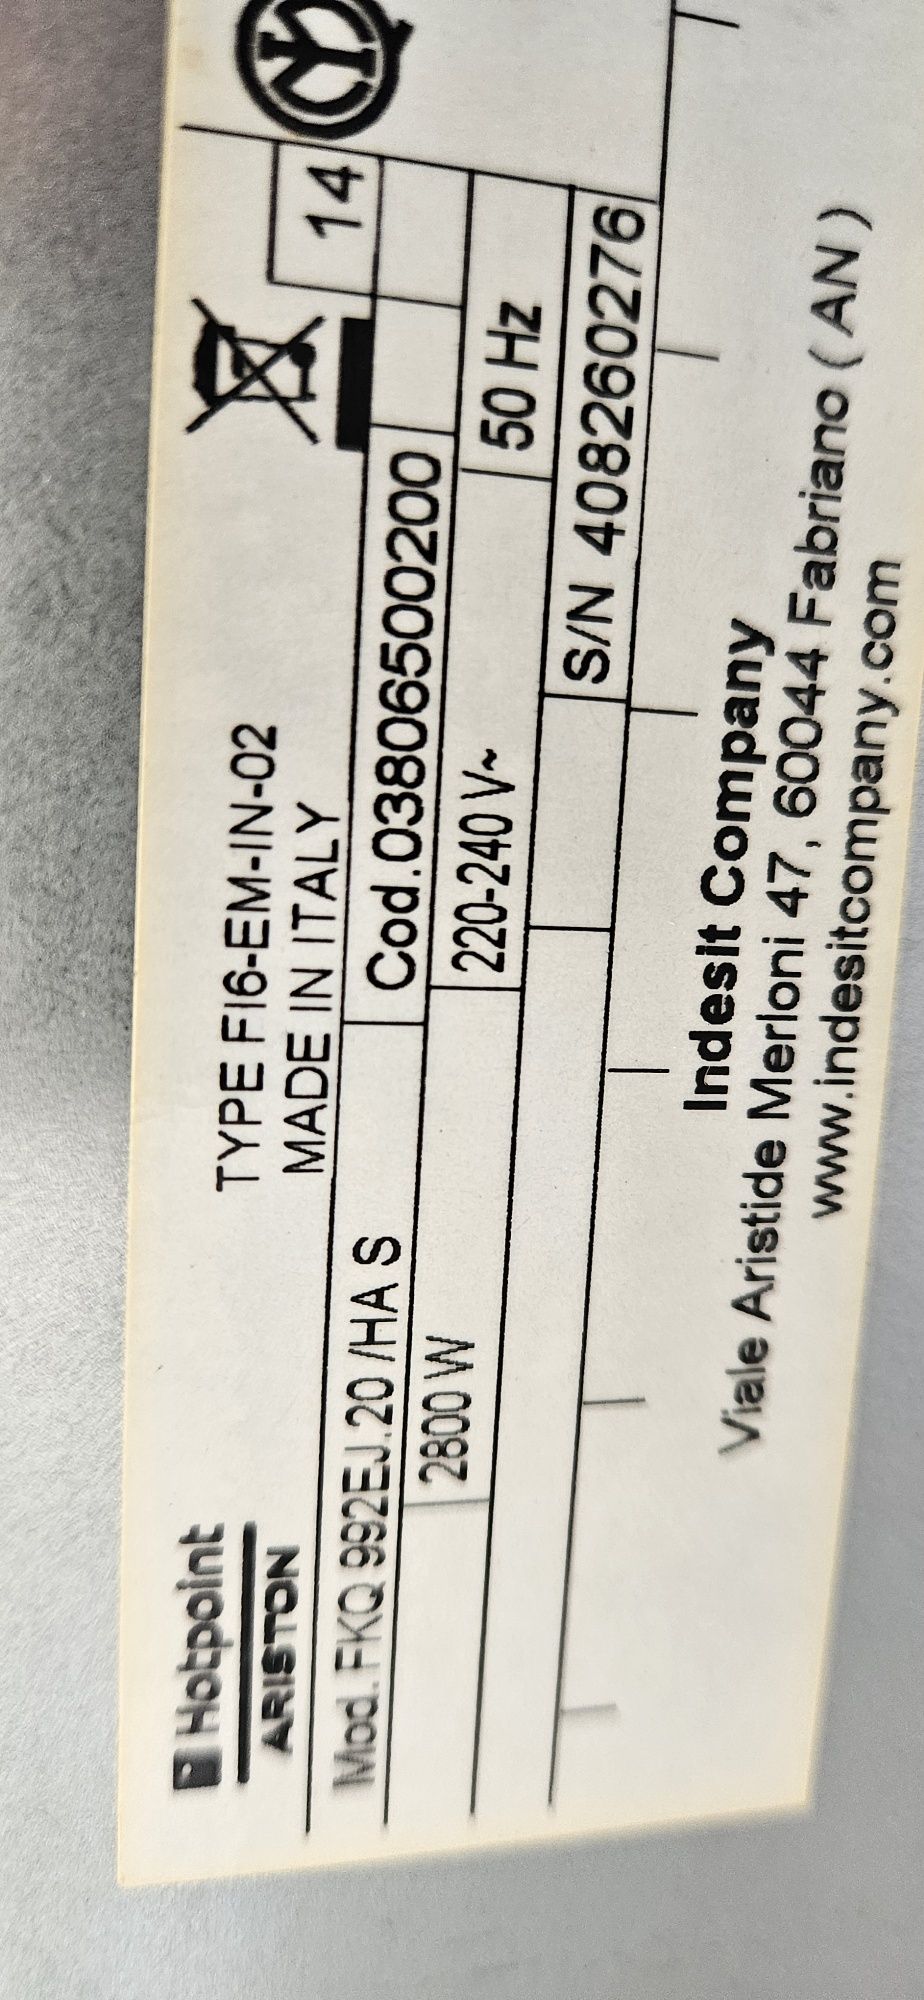 Hotpoint
ARISTON
TYPE FI6-EM-IN-02
MADE IN ITALY
14
Mod. FKQ 992EJ.20 /HA S
Cod.03806500200
2800 W
220-240 V~
50 Hz
S/N 408260276
Indesit Company
Viale Aristide Merloni 47, 60044 Fabriano ( AN )
www.indesitcompany.com